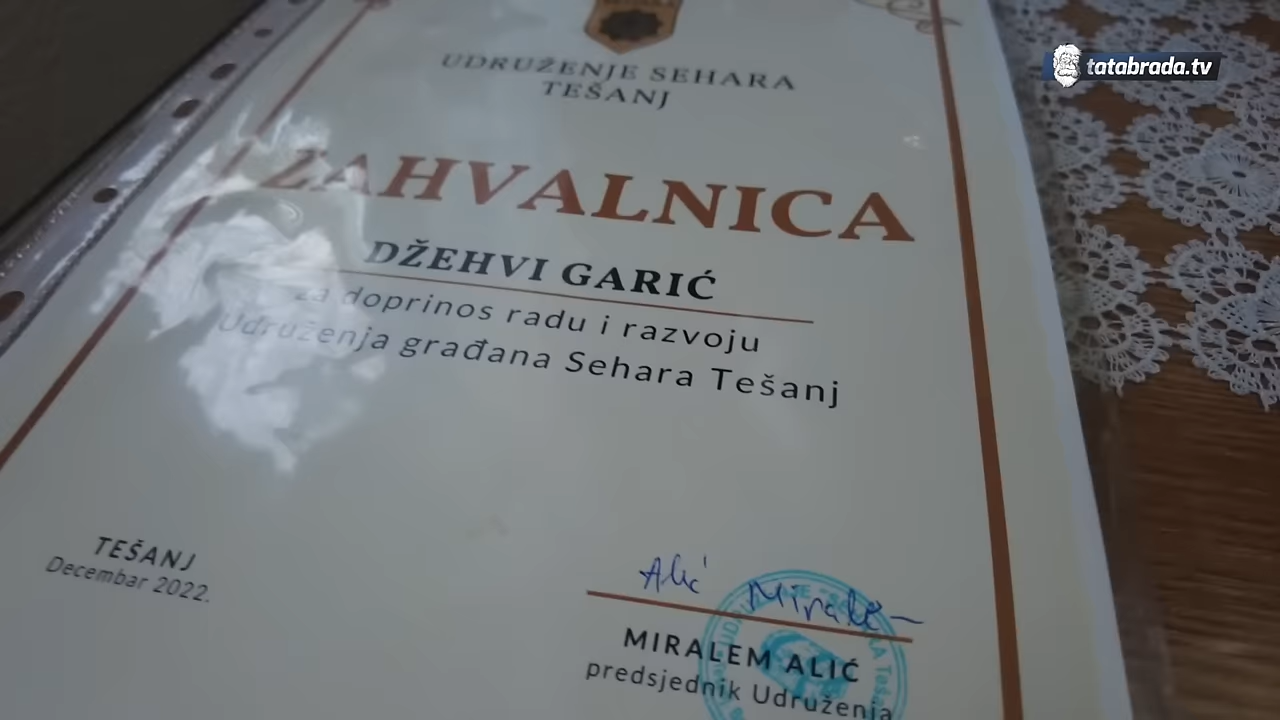 tatabrada.tv
UDRUŽENJE SEHARA
TEŠANJ
ZAHVALNICA
DŽEHVI GARIĆ
za doprinos radu i razvoju
Udruženja građana Sehara Tešanj
TEŠANJ
Decembar 2022.
Alić Miralem
MIRALEM ALIĆ
predsjednik Udruženja